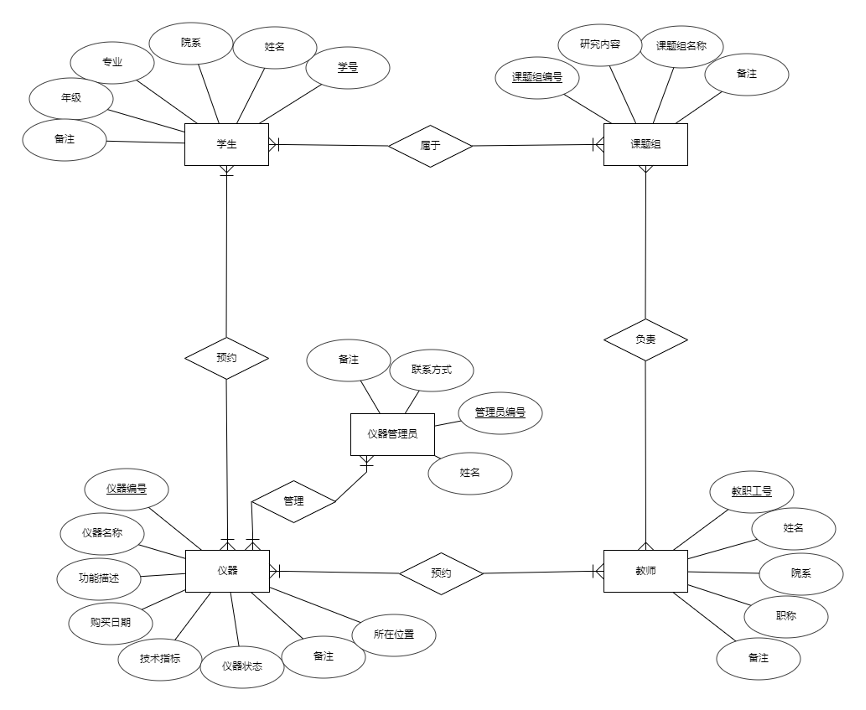 院系
姓名
研究内容
课题组名称
专业
学号
课题组编号
备注
年级
备注
学生
属于
课题组
预约
负责
备注
联系方式
管理员编号
仪器管理员
姓名
仪器编号
管理
教职工号
仪器名称
姓名
功能描述
仪器
预约
教师
院系
购买日期
职称
所在位置
技术指标
仪器状态
备注
备注